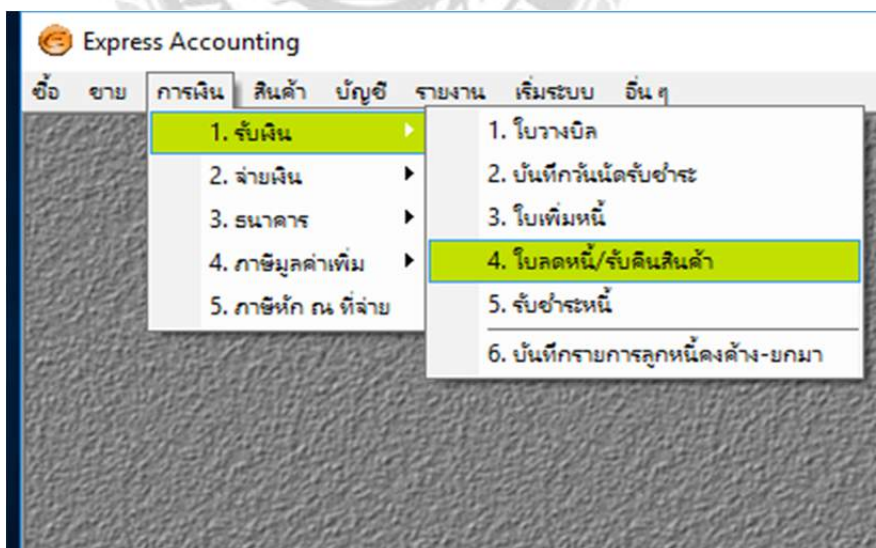 Express Accounting
ซื้อ ขาย การเงิน สินค้า บัญชี รายงาน เริ่มระบบ อื่น ๆ
1. รับเงิน
2. จ่ายเงิน
3. ธนาคาร
4. ภาษีมูลค่าเพิ่ม
5. ภาษีหัก ณ ที่จ่าย
1. ใบวางบิล
2. บันทึกวันนัดรับชำระ
3. ใบเพิ่มหนี้
4. ใบลดหนี้/รับคืนสินค้า
5. รับชำระหนี้
6. บันทึกรายการลูกหนี้คงค้าง-ยกมา